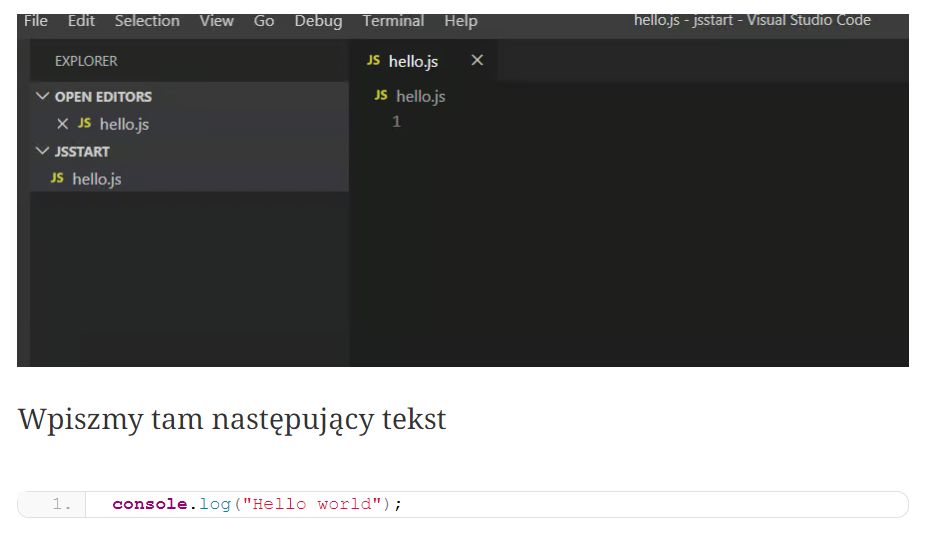 File Edit Selection View Go Debug Terminal Help hello.js - jsstart - Visual Studio Code
EXPLORER
OPEN EDITORS
JS hello.js
JSSTART
JS hello.js
JS hello.js
JS hello.js
1
Wpiszmy tam następujący tekst
1. console.log("Hello world");